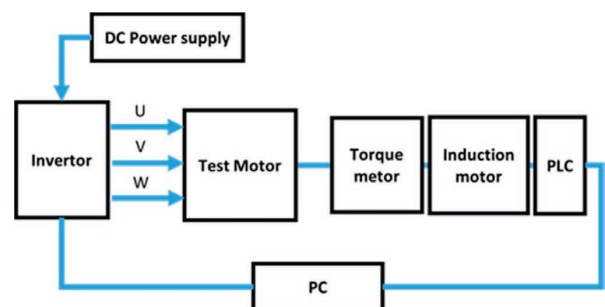 DC Power supply
U
V
W
Invertor
Test Motor
Torque
metor
Induction
motor
PLC
PC